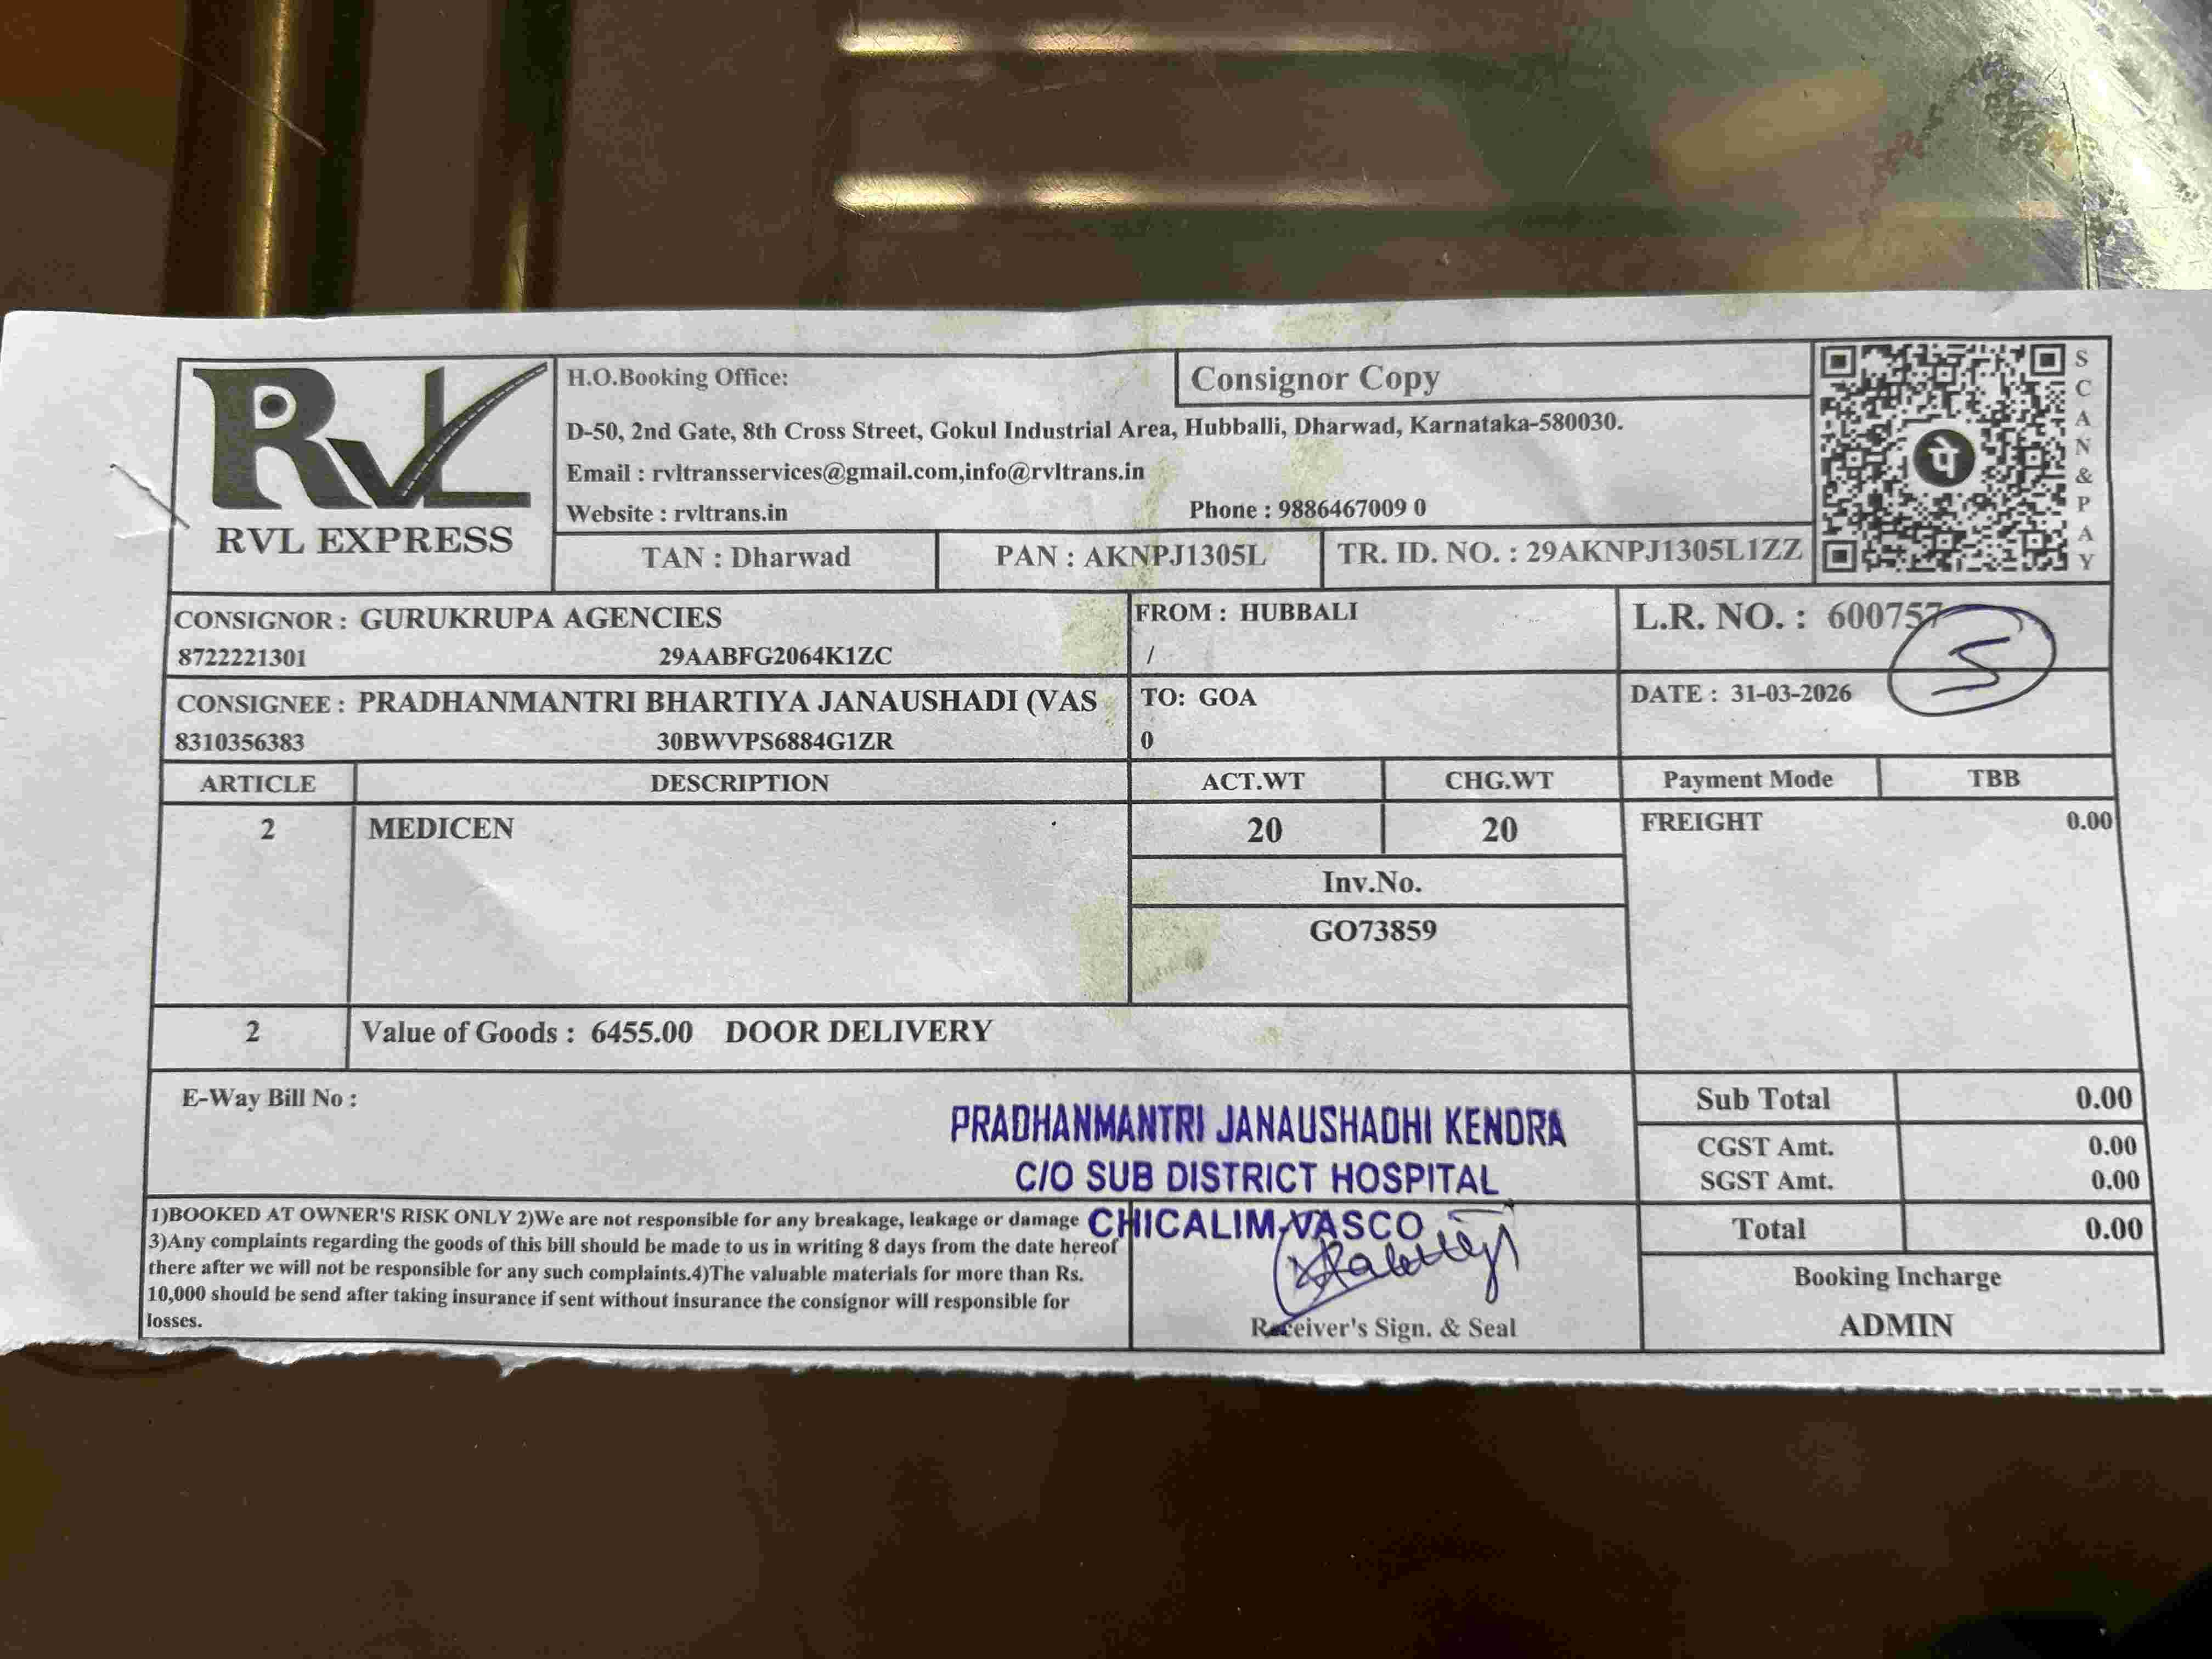 RVL
RVL EXPRESS
H.O.Booking Office:
Consignor Copy
D-50, 2nd Gate, 8th Cross Street, Gokul Industrial Area, Hubballi, Dharwad, Karnataka-580030.
Email : rvltransservices@gmail.com,info@rvltrans.in
Website : rvltrans.in Phone : 9886467009 0
TAN : Dharwad PAN : AKNPJ1305L TR. ID. NO. : 29AKNPJ1305L1ZZ
पे
SCAN&PAY
CONSIGNOR : GURUKRUPA AGENCIES FROM : HUBBALI L.R. NO. : 600757
8722221301 29AABFG2064K1ZC /
5
CONSIGNEE : PRADHANMANTRI BHARTIYA JANAUSHADI (VAS TO: GOA DATE : 31-03-2026
8310356383 30BWVPS6884G1ZR 0
ARTICLE DESCRIPTION ACT.WT CHG.WT Payment Mode TBB
2 MEDICEN 20 20 FREIGHT 0.00
Inv.No.
GO73859
2 Value of Goods : 6455.00 DOOR DELIVERY
E-Way Bill No :
PRADHANMANTRI JANAUSHADHI KENDRA
C/O SUB DISTRICT HOSPITAL
CHICALIM-VASCO
Sub Total 0.00
CGST Amt. 0.00
SGST Amt. 0.00
Total 0.00
1)BOOKED AT OWNER'S RISK ONLY 2)We are not responsible for any breakage, leakage or damage
3)Any complaints regarding the goods of this bill should be made to us in writing 8 days from the date hereof
there after we will not be responsible for any such complaints.4)The valuable materials for more than Rs.
10,000 should be send after taking insurance if sent without insurance the consignor will responsible for
losses.
Receiver's Sign. & Seal
Booking Incharge
ADMIN